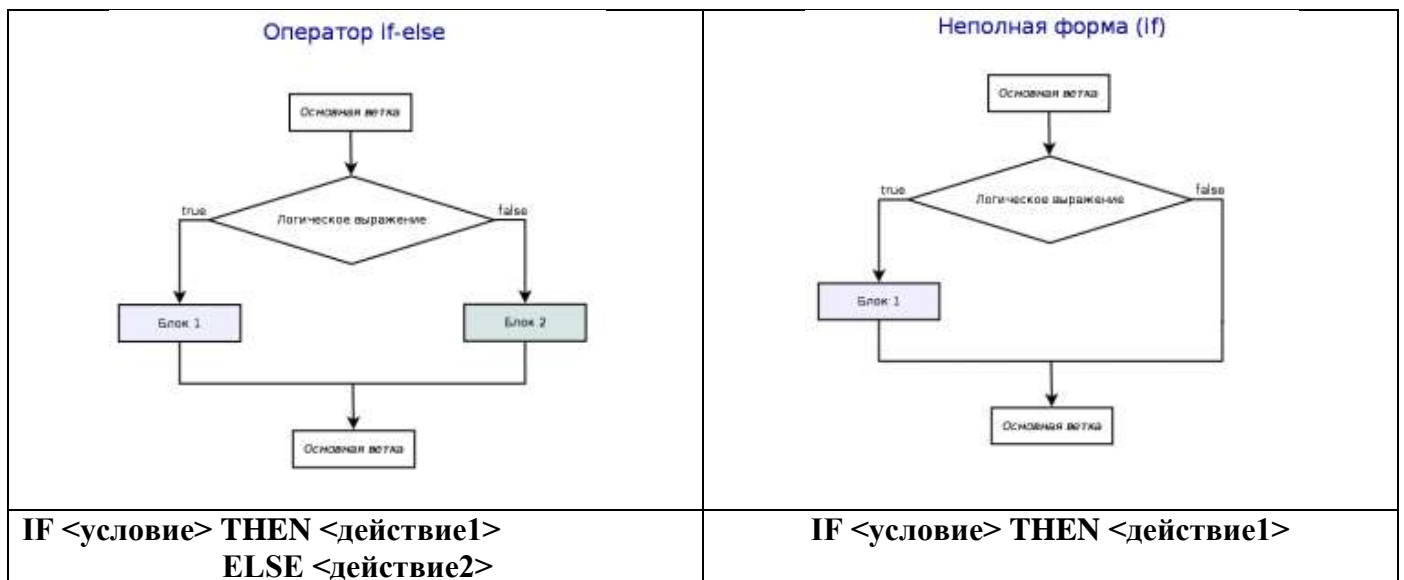 Оператор if-else
Основная ветка
Логическое выражение
true
false
Блок 1
Блок 2
Основная ветка
IF <условие> THEN <действие1>
ELSE <действие2>
Неполная форма (if)
Основная ветка
Логическое выражение
true
false
Блок 1
Основная ветка
IF <условие> THEN <действие1>